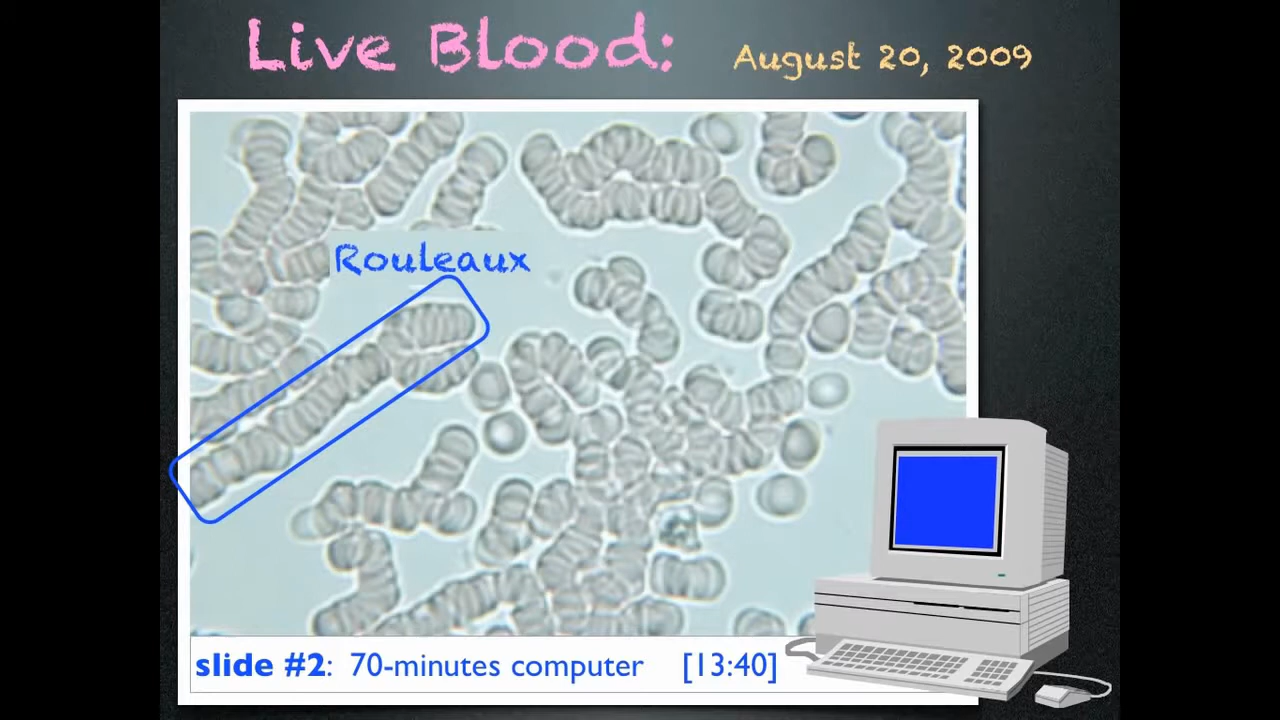 Live Blood: August 20, 2009
Rouleaux
slide #2: 70-minutes computer [13:40]